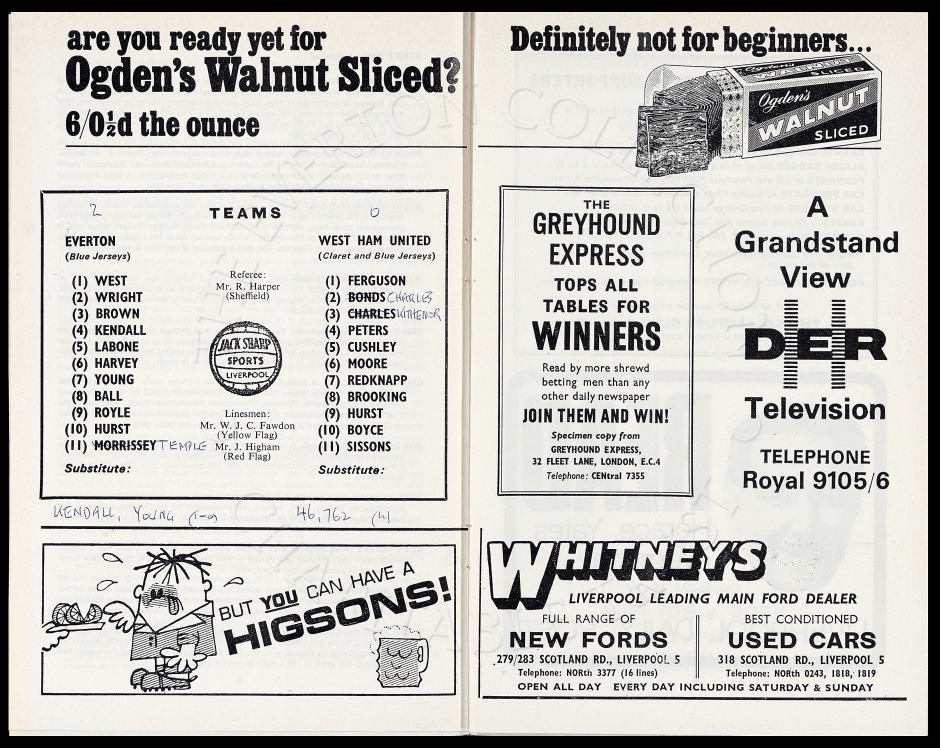 are you ready yet for
Ogden's Walnut Sliced?
6/0½d the ounce
2 TEAMS 0
EVERTON
(Blue Jerseys)
(1) WEST
(2) WRIGHT
(3) BROWN
(4) KENDALL
(5) LABONE
(6) HARVEY
(7) YOUNG
(8) BALL
(9) ROYLE
(10) HURST
(11) MORRISSEY TEMPLE
Substitute:
Referee:
Mr. R. Harper
(Sheffield)
JACK SHARP
SPORTS
LIVERPOOL
Linesmen:
Mr. W. J. C. Fawdon
(Yellow Flag)
Mr. J. Higham
(Red Flag)
WEST HAM UNITED
(Claret and Blue Jerseys)
(1) FERGUSON
(2) BONDS CHARLES
(3) CHARLES KITCHENER
(4) PETERS
(5) CUSHLEY
(6) MOORE
(7) REDKNAPP
(8) BROOKING
(9) HURST
(10) BOYCE
(11) SISSONS
Substitute:
KENDALL, YOUNG (1-0) 46,762
BUT YOU CAN HAVE A
HIGSONS!
Definitely not for beginners...
Ogden's
WALNUT
SLICED
Ogden's
WALNUT
SLICED
THE
GREYHOUND
EXPRESS
TOPS ALL
TABLES FOR
WINNERS
Read by more shrewd
betting men than any
other daily newspaper
JOIN THEM AND WIN!
Specimen copy from
GREYHOUND EXPRESS,
32 FLEET LANE, LONDON, E.C.4
Telephone: CENtral 7355
A
Grandstand
View
DER
Television
TELEPHONE
Royal 9105/6
WHITNEY'S
LIVERPOOL LEADING MAIN FORD DEALER
FULL RANGE OF
NEW FORDS
279/283 SCOTLAND RD., LIVERPOOL 5
Telephone: NORth 3377 (16 lines)
BEST CONDITIONED
USED CARS
318 SCOTLAND RD., LIVERPOOL 5
Telephone: NORth 0243, 1818, 1819
OPEN ALL DAY EVERY DAY INCLUDING SATURDAY & SUNDAY